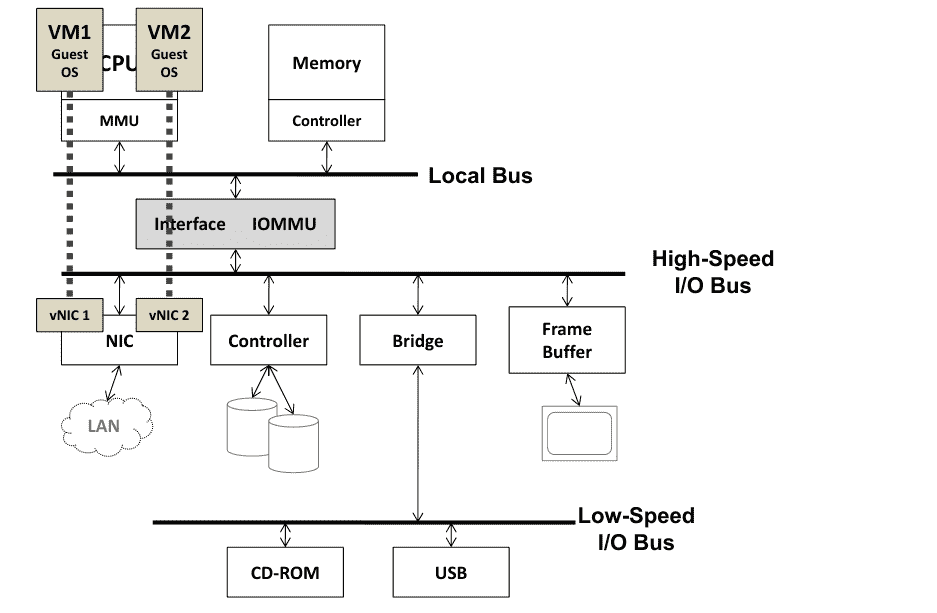 VM1
Guest
OS
CPU
VM2
Guest
OS
MMU
Memory
Controller
Local Bus
Interface
IOMMU
High-Speed
I/O Bus
vNIC 1
vNIC 2
NIC
Controller
Bridge
Frame
Buffer
LAN
Low-Speed
I/O Bus
CD-ROM
USB